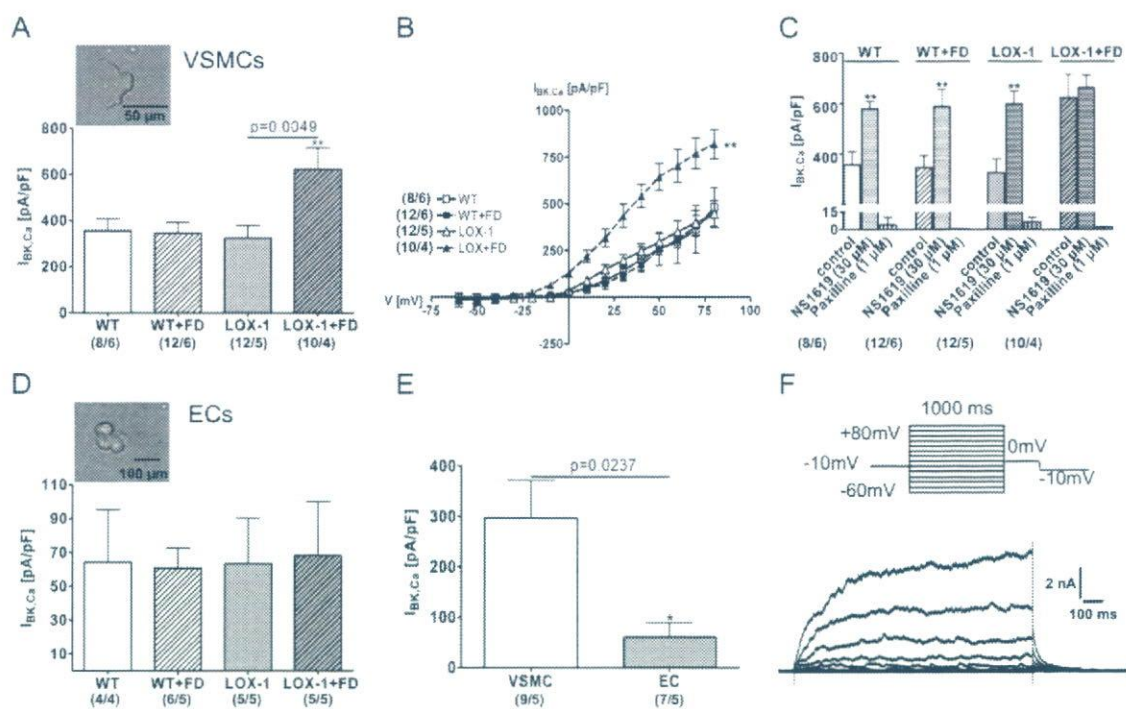 A
VSMCs
50 µm
I BK,Ca [pA/pF]
800
600
400
200
0
p=0.0049
**
WT
(8/6)
WT+FD
(12/6)
LOX-1
(12/5)
LOX-1+FD
(10/4)
B
I BK,Ca [pA/pF]
1000
750
500
250
-250
V [mV]
-75
-50
-25
25
50
75
100
**
(8/6) WT
(12/6) WT+FD
(12/5) LOX-1
(10/4) LOX+FD
C
WT WT+FD LOX-1 LOX-1+FD
I BK,Ca [pA/pF]
800
600
400
15
0
** ** **
control
NS1619 (30 µM)
Paxilline (1 µM)
control
NS1619 (30 µM)
Paxilline (1 µM)
control
NS1619 (30 µM)
Paxilline (1 µM)
control
NS1619 (30 µM)
Paxilline (1 µM)
(8/6) (12/6) (12/5) (10/4)
D
ECs
100 µm
I BK,Ca [pA/pF]
110
90
70
50
30
10
WT
(4/4)
WT+FD
(6/5)
LOX-1
(5/5)
LOX-1+FD
(5/5)
E
I BK,Ca [pA/pF]
400
300
200
100
0
p=0.0237
*
VSMC
(9/5)
EC
(7/5)
F
1000 ms
+80mV
0mV
-10mV
-10mV
-60mV
2 nA
100 ms